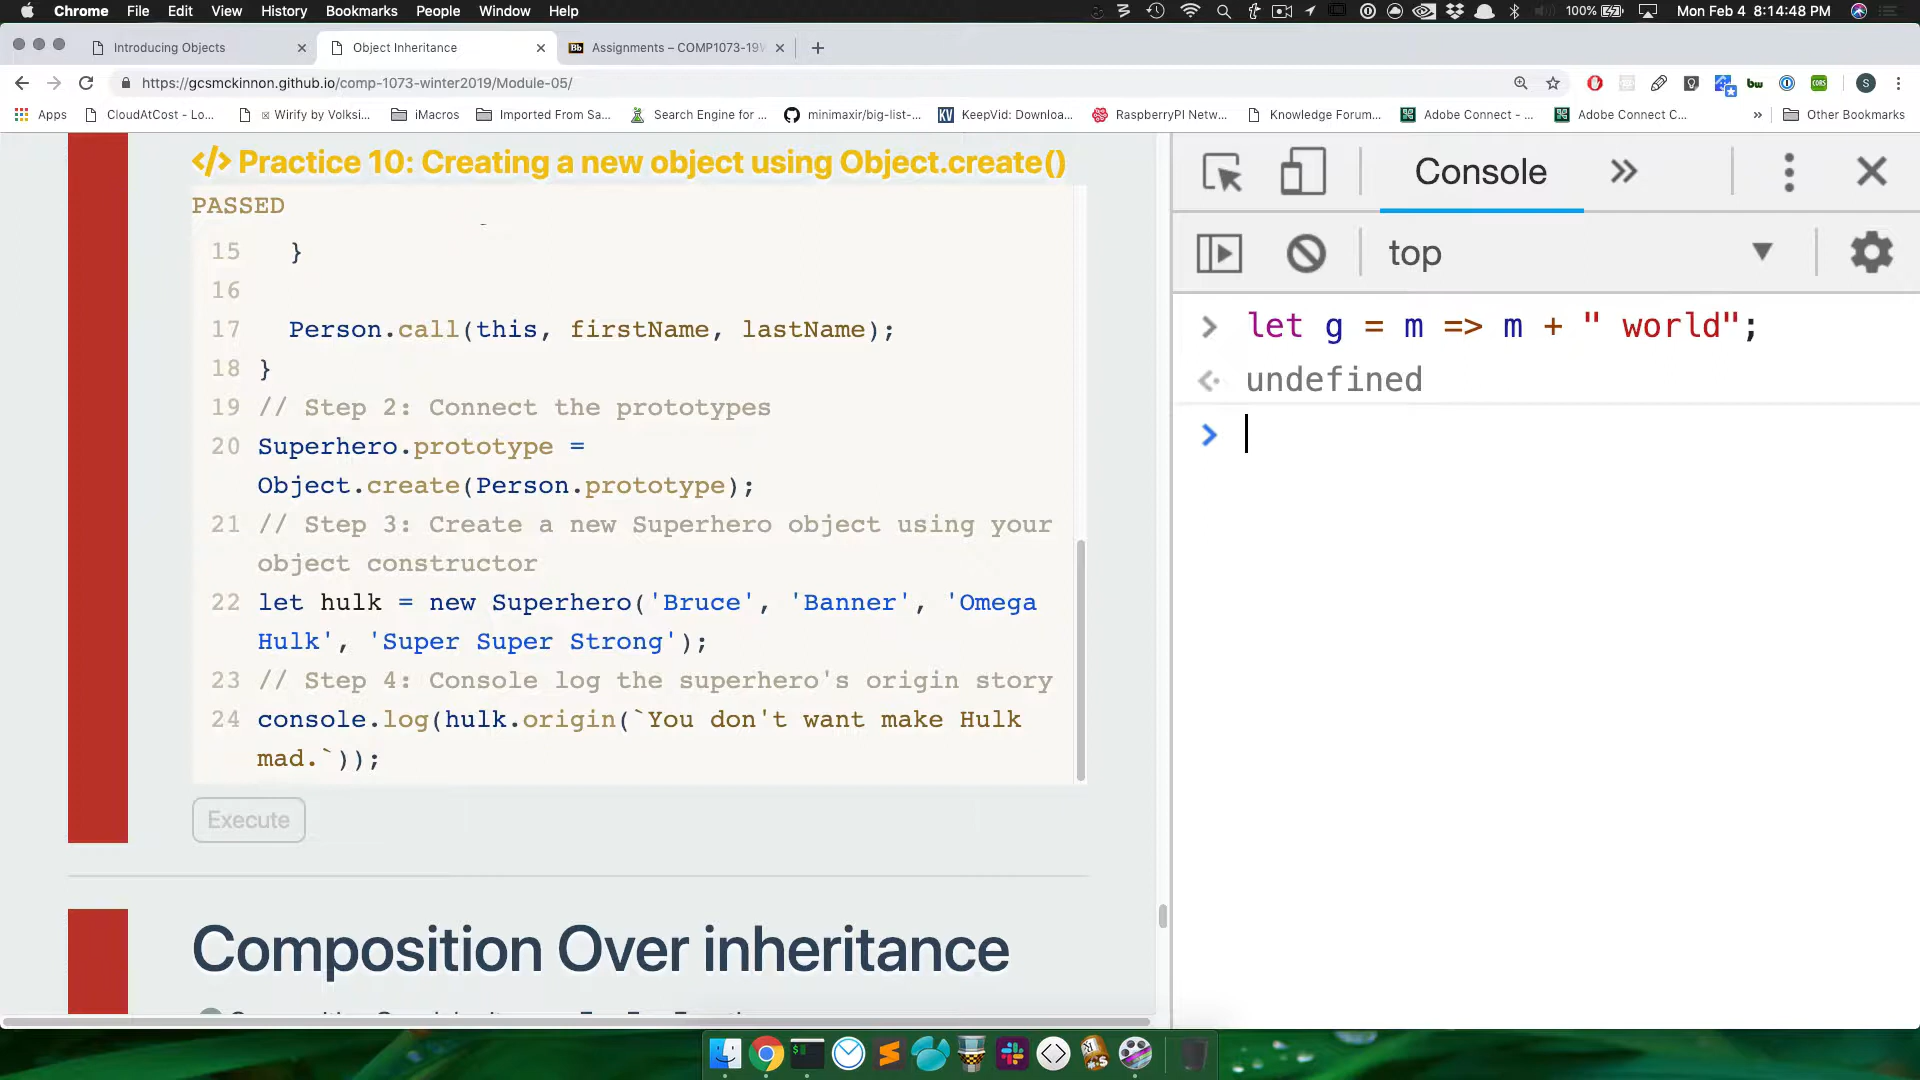 Chrome File Edit View History Bookmarks People Window Help 100% Mon Feb 4 8:14:48 PM
Introducing Objects Object Inheritance Bb Assignments – COMP1073-19W
https://gcsmckinnon.github.io/comp-1073-winter2019/Module-05/
Apps CloudAtCost - Lo... Wirify by Volksi... iMacros Imported From Sa... Search Engine for ... minimaxir/big-list-... KV KeepVid: Downloa... RaspberryPI Netw... Knowledge Forum... Adobe Connect - ... Adobe Connect C... » Other Bookmarks
</> Practice 10: Creating a new object using Object.create()
PASSED
15 }
16
17 Person.call(this, firstName, lastName);
18 }
19 // Step 2: Connect the prototypes
20 Superhero.prototype =
Object.create(Person.prototype);
21 // Step 3: Create a new Superhero object using your
object constructor
22 let hulk = new Superhero('Bruce', 'Banner', 'Omega
Hulk', 'Super Super Strong');
23 // Step 4: Console log the superhero's origin story
24 console.log(hulk.origin(`You don't want make Hulk
mad.`));
Execute
Composition Over inheritance
Console »
top
> let g = m => m + " world";
undefined
>